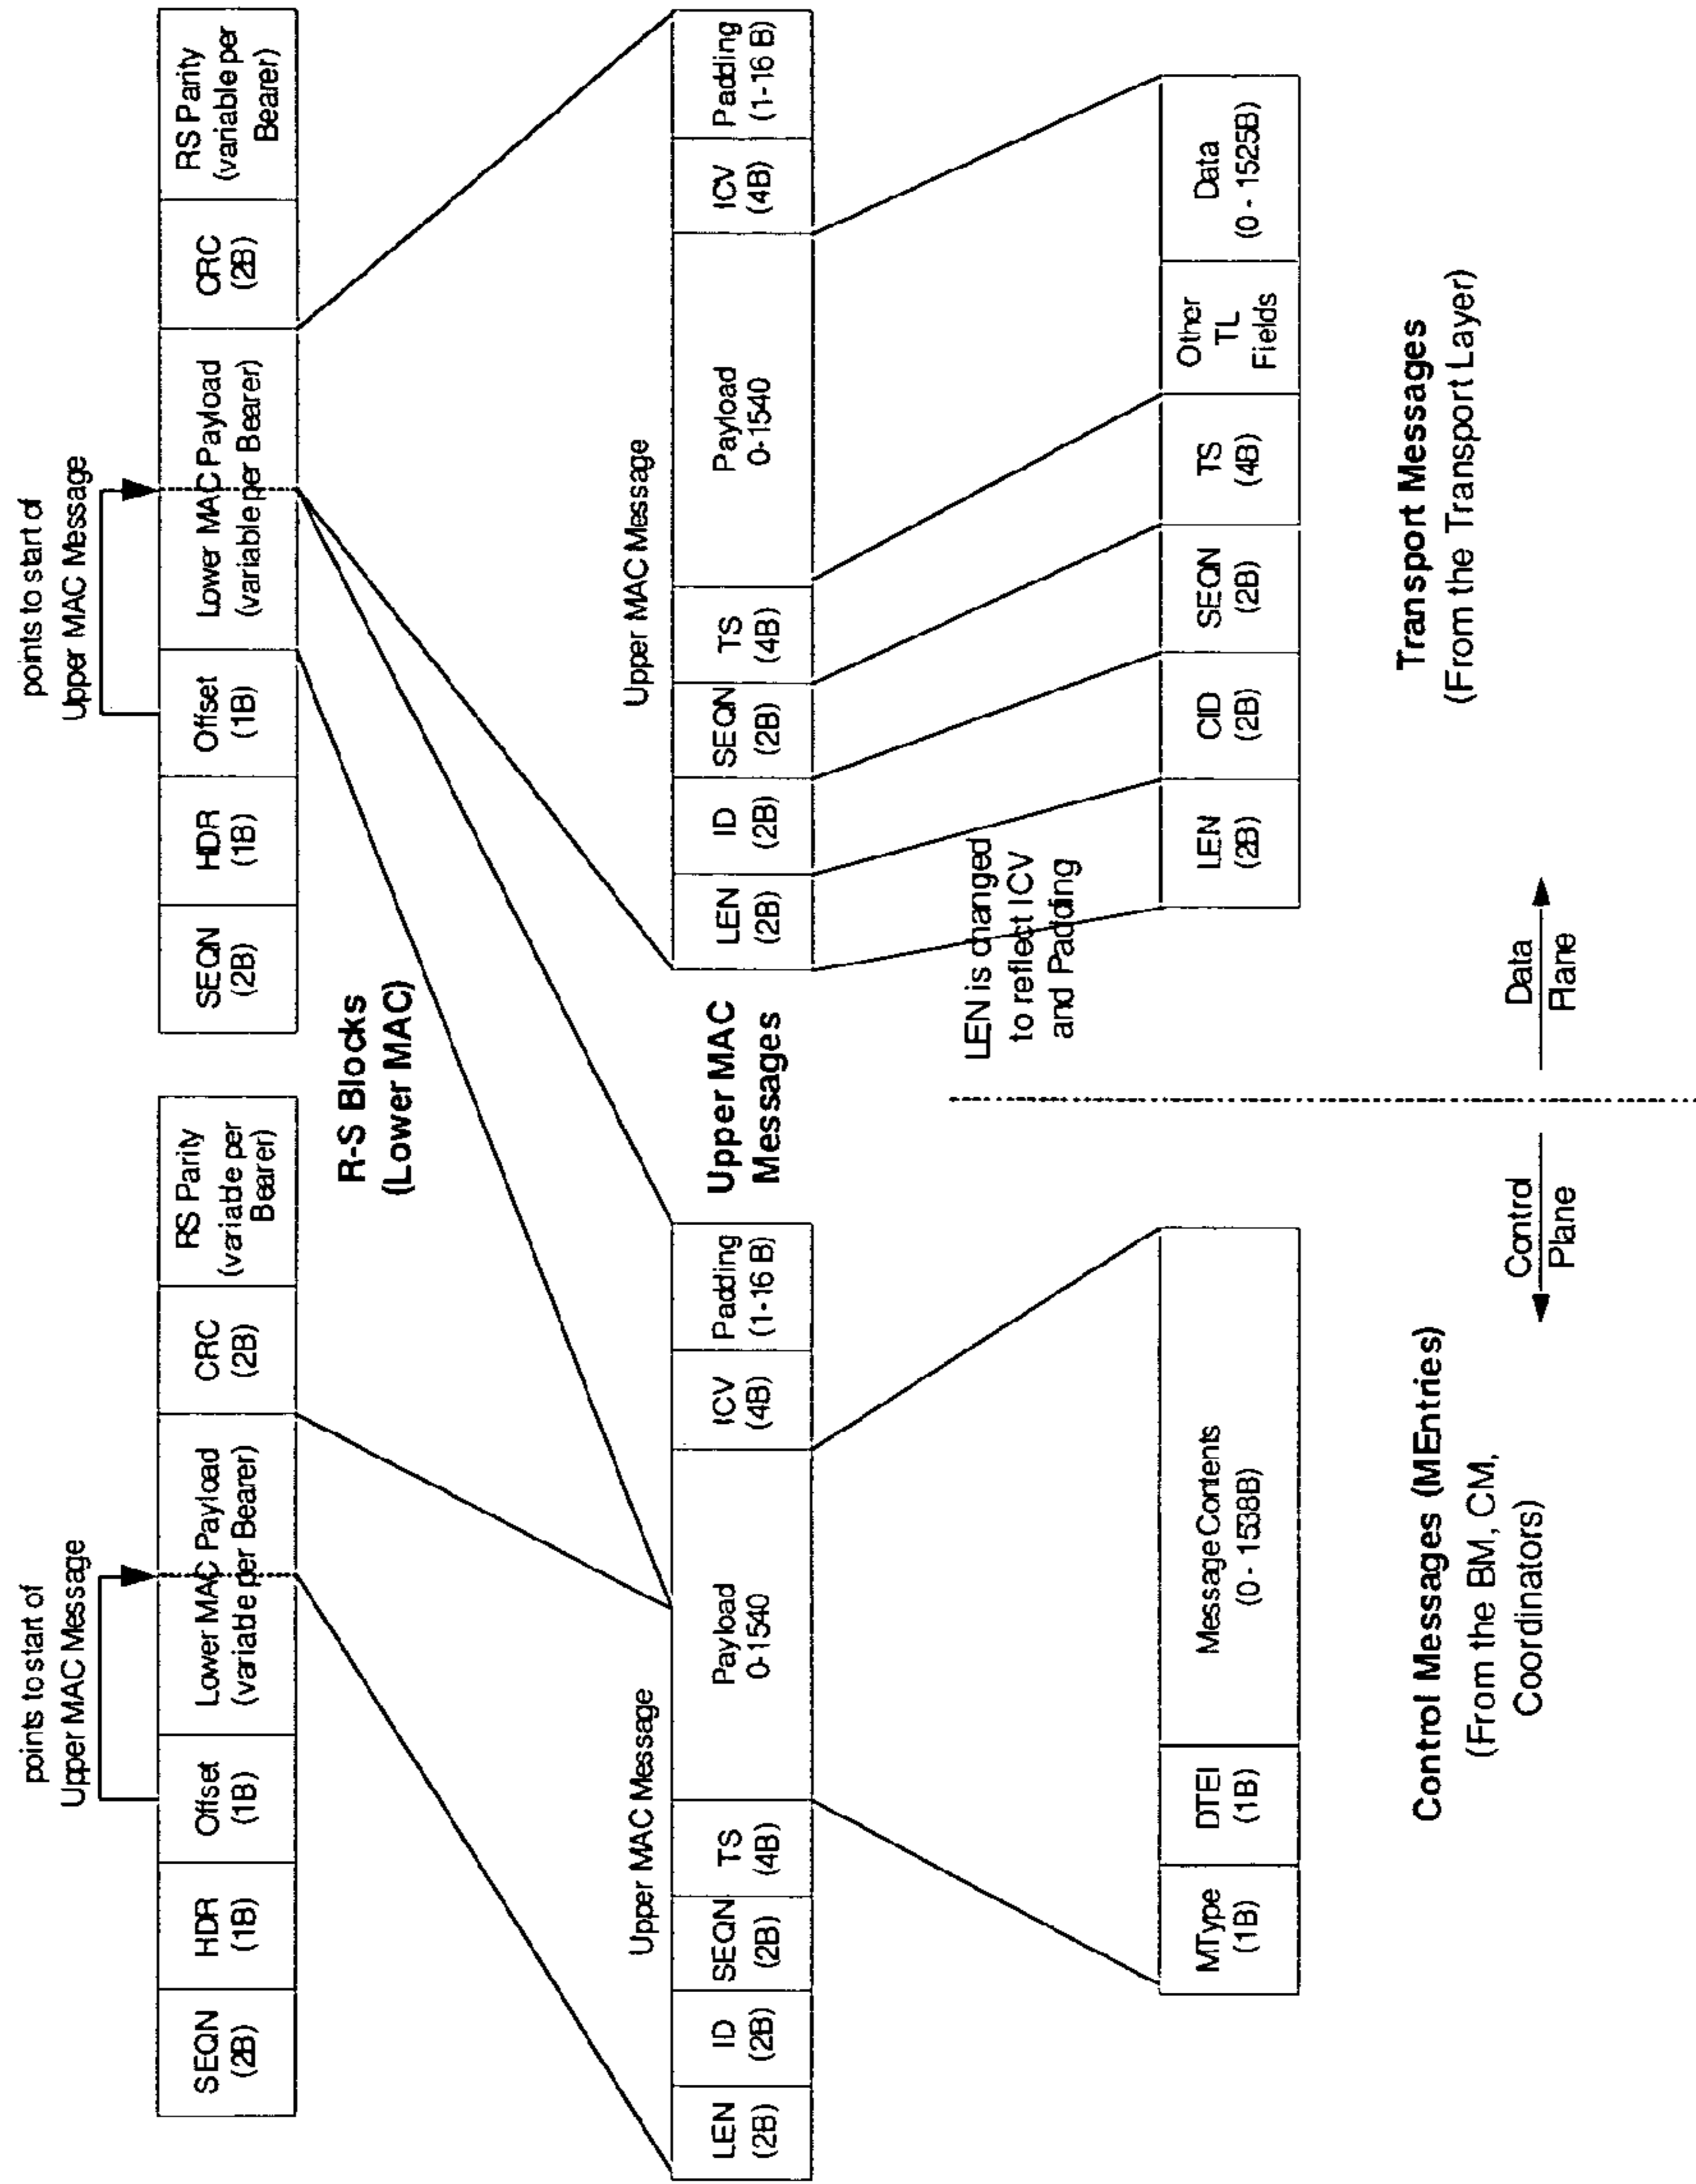 points to start of
Upper MAC Message
SEQN
(2B)
HDR
(1B)
Offset
(1B)
Lower MAC Payload
(variable per Bearer)
CRC
(2B)
RS Parity
(variable per
Bearer)
points to start of
Upper MAC Message
SEQN
(2B)
HDR
(1B)
Offset
(1B)
Lower MAC Payload
(variable per Bearer)
CRC
(2B)
RS Parity
(variable per
Bearer)
R-S Blocks
(Lower MAC)
Upper MAC Message
LEN
(2B)
ID
(2B)
SEQN
(2B)
TS
(4B)
Payload
0-1540
ICV
(4B)
Padding
(1-16 B)
Upper MAC
Messages
Upper MAC Message
LEN
(2B)
ID
(2B)
SEQN
(2B)
TS
(4B)
Payload
0-1540
ICV
(4B)
Padding
(1-16 B)
LEN is changed
to reflect ICV
and Padding
MType
(1B)
DTEI
(1B)
Message Contents
(0 - 1538B)
LEN
(2B)
CID
(2B)
SEQN
(2B)
TS
(4B)
Other
TL
Fields
Data
(0 - 1525B)
Control Messages (MEntries)
(From the BM, CM,
Coordinators)
Control
Plane
Data
Plane
Transport Messages
(From the Transport Layer)